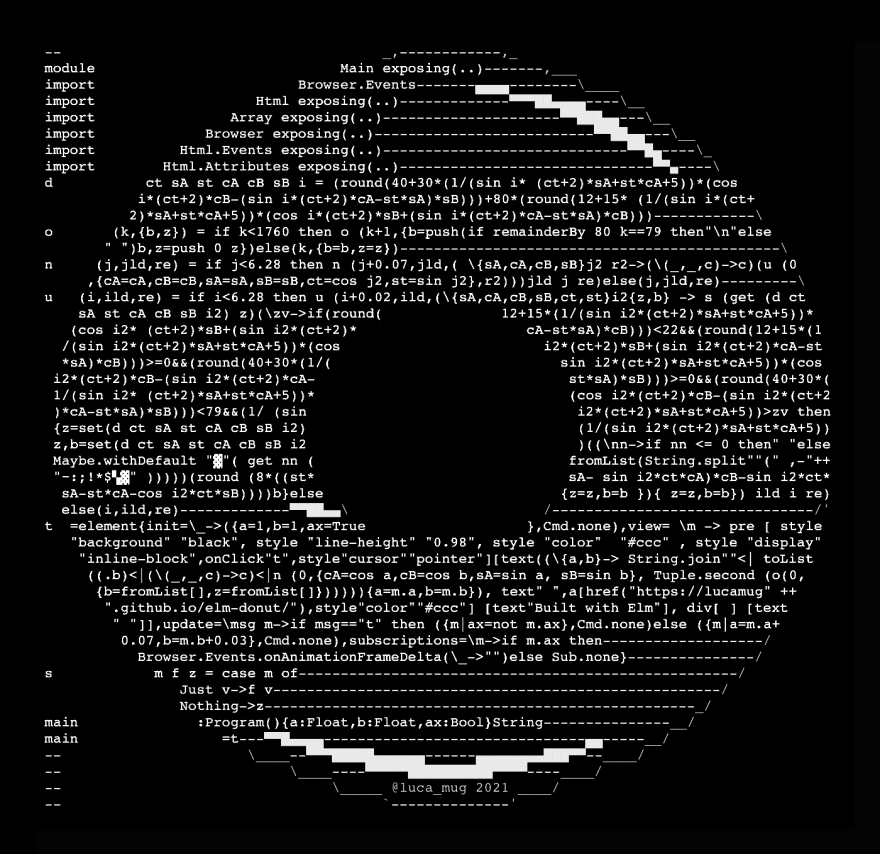 --                                       _,------------,_
module                             Main exposing(..)-------,___
import                        Browser.Events-------▄▄▄▄--------\____
import                   Html exposing(..)-------------▀▀▀██▄▄▄▄----\__
import                Array exposing(..)---------------------▀███▄▄▄---\__
import             Browser exposing(..)--------------------------▀██▄▄---\_
import          Html.Events exposing(..)-----------------------------▀█▄----\_
import        Html.Attributes exposing(..)------------------------------▀▄----\
d           ct sA st cA cB sB i = (round(40+30*(1/(sin i* (ct+2)*sA+st*cA+5))*(cos
i*(ct+2)*cB-(sin i*(ct+2)*cA-st*sA)*sB)))+80*(round(12+15* (1/(sin i*(ct+
2)*sA+st*cA+5))*(cos i*(ct+2)*sB+(sin i*(ct+2)*cA-st*sA)*cB)))------------\
o       (k,{b,z}) = if k<1760 then o (k+1,{b=push(if remainderBy 80 k==79 then"\n"else
" ")b,z=push 0 z})else(k,{b=b,z=z})---------------------------------------------\
n     (j,jld,re) = if j<6.28 then n (j+0.07,jld,( \{sA,cA,cB,sB}j2 r2->(\(_,_,c)->c)(u (0
,{cA=cA,cB=cB,sA=sA,sB=sB,ct=cos j2,st=sin j2},r2)))jld j re)else(j,jld,re)---------\
u   (i,ild,re) = if i<6.28 then u (i+0.02,ild,(\{sA,cA,cB,sB,ct,st}i2{z,b} -> s (get (d ct
sA st cA cB sB i2) z)(\zv->if(round(              12+15*(1/(sin i2*(ct+2)*sA+st*cA+5))*
(cos i2* (ct+2)*sB+(sin i2*(ct+2)*                    cA-st*sA)*cB)))<22&&(round(12+15*(1
/(sin i2*(ct+2)*sA+st*cA+5))*(cos                        i2*(ct+2)*sB+(sin i2*(ct+2)*cA-st
*sA)*cB)))>=0&&(round(40+30*(1/(                           sin i2*(ct+2)*sA+st*cA+5))*(cos
i2*(ct+2)*cB-(sin i2*(ct+2)*cA-                              st*sA)*sB)))>=0&&(round(40+30*(
1/(sin i2* (ct+2)*sA+st*cA+5))*                              (cos i2*(ct+2)*cB-(sin i2*(ct+2
)*cA-st*sA)*sB)))<79&&(1/ (sin                                i2*(ct+2)*sA+st*cA+5))>zv then
{z=set(d ct sA st cA cB sB i2)                                (1/(sin i2*(ct+2)*sA+st*cA+5))
z,b=set(d ct sA st cA cB sB i2                                )((\nn->if nn <= 0 then" "else
Maybe.withDefault "▓"( get nn (                              fromList(String.split""(" ,-"++
"-:;!*$▚▓" )))))(round (8*((st*                              sA- sin i2*ct*cA)*cB-sin i2*ct*
sA-st*cA-cos i2*ct*sB))))b}else                             {z=z,b=b }){ z=z,b=b}) ild i re)
else(i,ild,re)-------------▀▀██▄▄\                        /-------------------------------/'
t  =element{init=\_->({a=1,b=1,ax=True                   },Cmd.none),view= \m -> pre [ style
"background" "black", style "line-height" "0.98", style "color"  "#ccc" , style "display"
"inline-block",onClick"t",style"cursor""pointer"][text((\{a,b}-> String.join""<| toList
((.b)<|(\(_,_,c)->c)<|n (0,{cA=cos a,cB=cos b,sA=sin a, sB=sin b}, Tuple.second (o(0,
{b=fromList[],z=fromList[]}))))){a=m.a,b=m.b}), text" ",a[href("https://lucamug" ++
".github.io/elm-donut/"),style"color""#ccc"] [text"Built with Elm"], div[ ] [text
" "]],update=\msg m->if msg=="t" then ({m|ax=not m.ax},Cmd.none)else ({m|a=m.a+
0.07,b=m.b+0.03},Cmd.none),subscriptions=\m->if m.ax then-------------------/
Browser.Events.onAnimationFrameDelta(\_->"")else Sub.none}---------------/
s            m f z = case m of----------------------------------------------------/
Just v->f v-----------------------------------------------------/
Nothing->z---------------------------------------------------_/
main              :Program(){a:Float,b:Float,ax:Bool}String---------------__/
main                 =t---▀▀██▄▄▄-------------------------------▄▄-----__/
--                      \____--▀▀████▄▄▄▄▄▄------▄▄▄▄▄▄▄▄███▀▀--____/
--                           \____----▀▀▀▀██████████▀▀▀▀----____/
--                                \_____ @luca_mug 2021 ____/
--                                      `--------------'